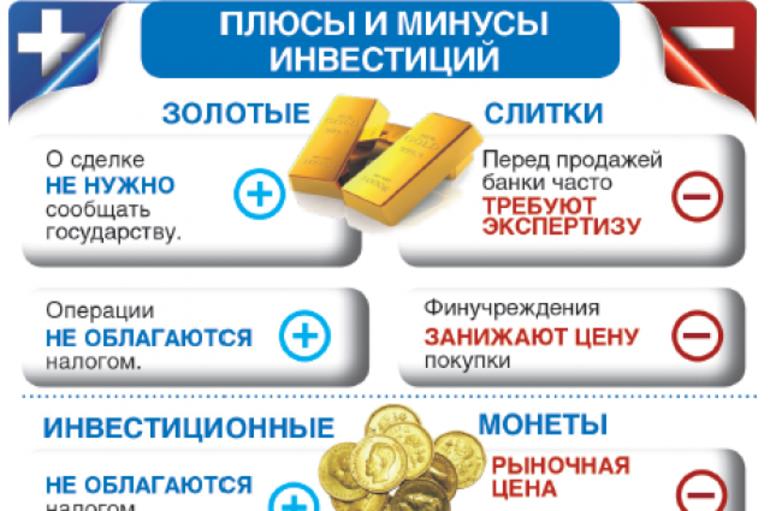 ПЛЮСЫ И МИНУСЫ
ИНВЕСТИЦИЙ
ЗОЛОТЫЕ СЛИТКИ
О сделке
НЕ НУЖНО
сообщать
государству.
Перед продажей
банки часто
ТРЕБУЮТ
ЭКСПЕРТИЗУ
Операции
НЕ ОБЛАГАЮТСЯ
налогом.
Финучреждения
ЗАНИЖАЮТ ЦЕНУ
покупки
ИНВЕСТИЦИОННЫЕ МОНЕТЫ
НЕ ОБЛАГАЮТСЯ
налогом
РЫНОЧНАЯ
ЦЕНА